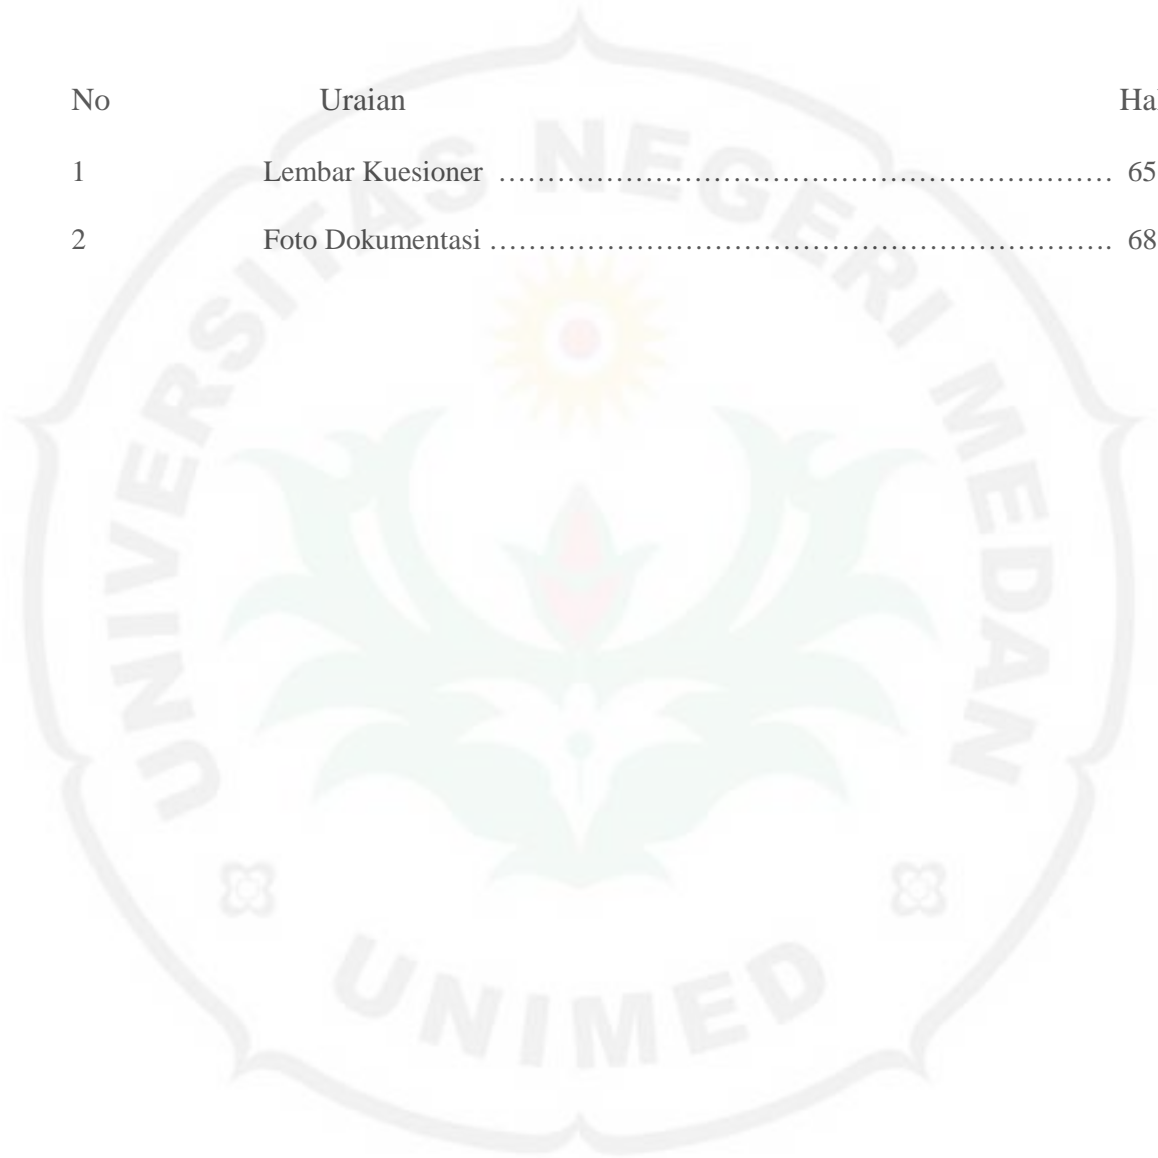 No Uraian Ha
1 Lembar Kuesioner ……………………………………………………… 65
2 Foto Dokumentasi ……………………………………………………… 68
UNIVERSITAS NEGERI MEDAN
UNIMED